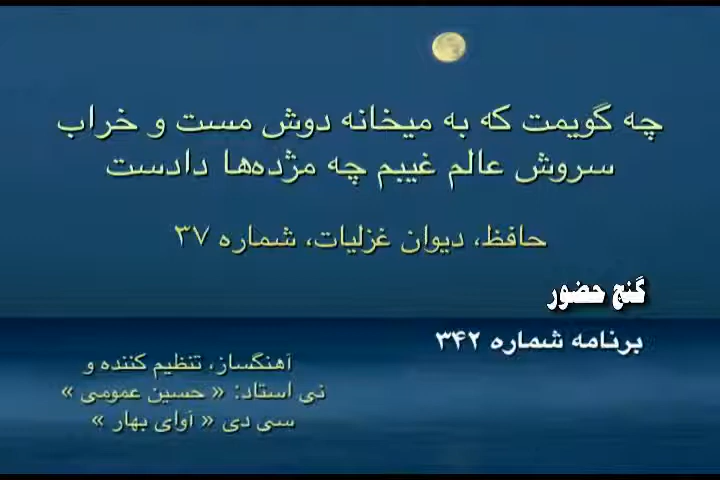 چه گویمت که به میخانه دوش مست و خراب
سروش عالم غیبم چه مژده‌ها دادست
حافظ، دیوان غزلیات، شماره ۳۷
گنج حضور
برنامه شماره ۳۴۲
آهنگساز، تنظیم کننده و
نی استاد: « حسین عمومی »
سی دی « آوای بهار »